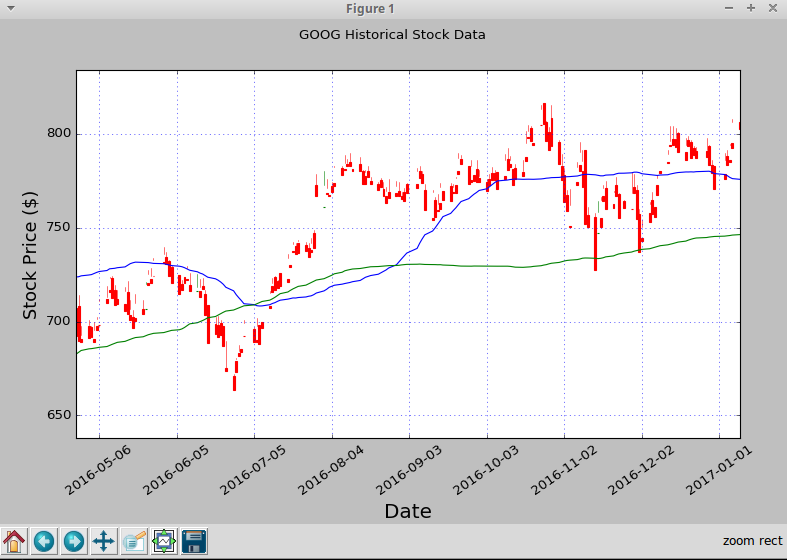 Figure 1
GOOG Historical Stock Data
Stock Price ($)
800
750
700
650
2016-05-06
2016-06-05
2016-07-05
2016-08-04
2016-09-03
2016-10-03
2016-11-02
2016-12-02
2017-01-01
Date
zoom rect